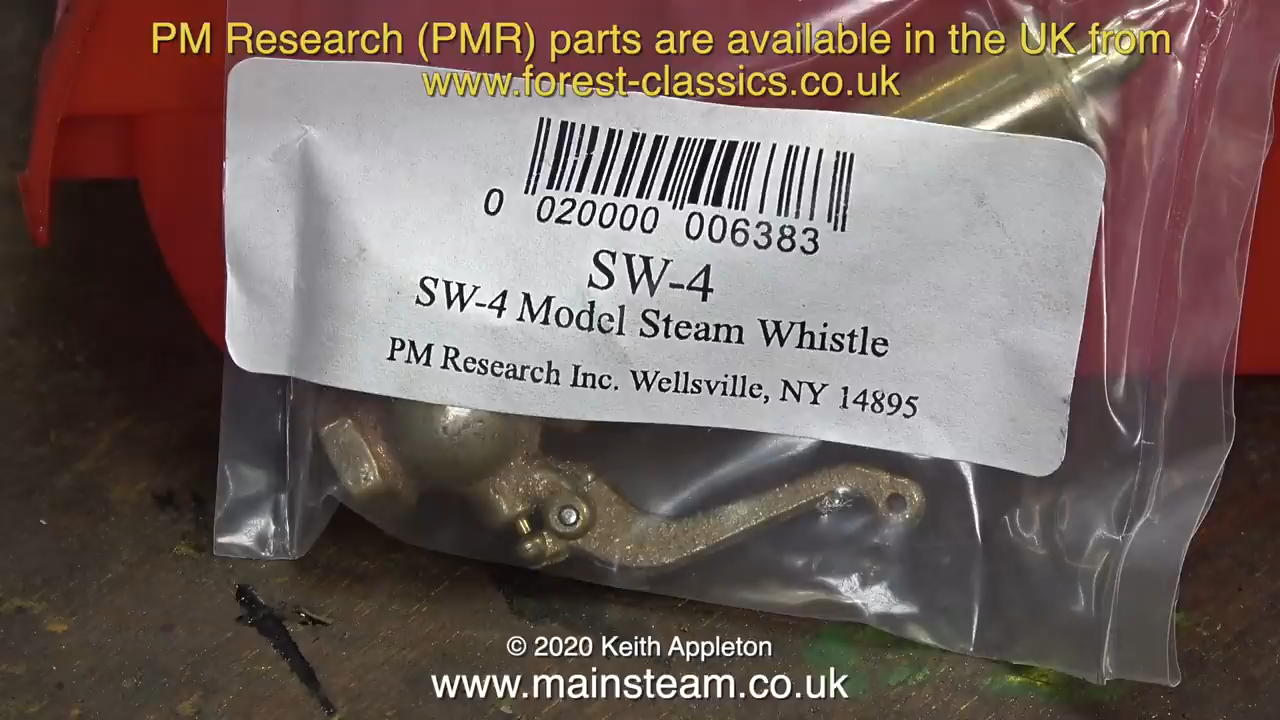 PM Research (PMR) parts are available in the UK from
www.forest-classics.co.uk
0 020000 006383
SW-4
SW-4 Model Steam Whistle
PM Research Inc. Wellsville, NY 14895
© 2020 Keith Appleton
www.mainsteam.co.uk